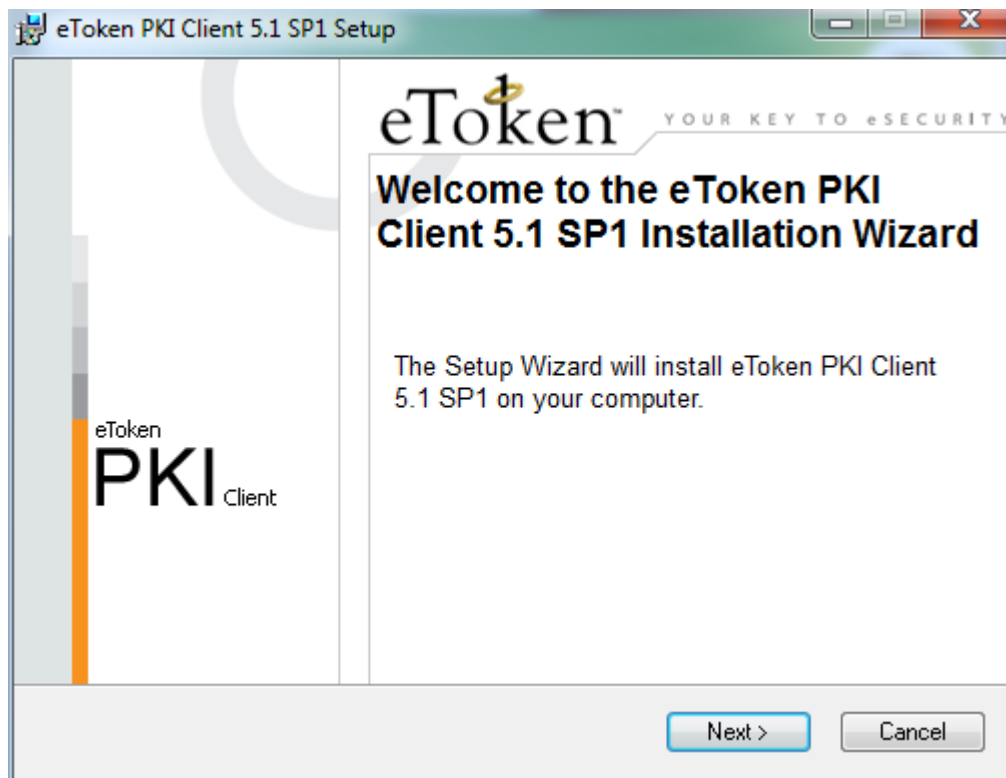 eToken PKI Client 5.1 SP1 Setup
eToken™ YOUR KEY TO eSECURITY
Welcome to the eToken PKI
Client 5.1 SP1 Installation Wizard
The Setup Wizard will install eToken PKI Client
5.1 SP1 on your computer.
eToken
PKI Client
Next >
Cancel